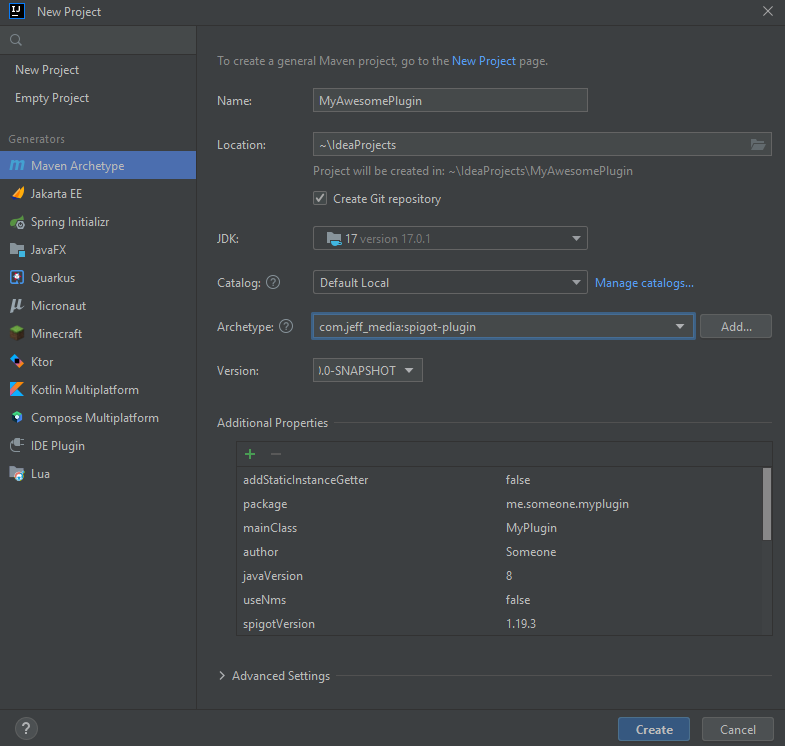 New Project
New Project
Empty Project
Generators
Maven Archetype
Jakarta EE
Spring Initializr
JavaFX
Quarkus
Micronaut
Minecraft
Ktor
Kotlin Multiplatform
Compose Multiplatform
IDE Plugin
Lua
To create a general Maven project, go to the New Project page.
Name: MyAwesomePlugin
Location: ~\IdeaProjects
Project will be created in: ~\IdeaProjects\MyAwesomePlugin
Create Git repository
JDK: 17 version 17.0.1
Catalog: ? Default Local Manage catalogs...
Archetype: ? com.jeff_media:spigot-plugin Add...
Version: .0-SNAPSHOT
Additional Properties
addStaticInstanceGetter false
package me.someone.myplugin
mainClass MyPlugin
author Someone
javaVersion 8
useNms false
spigotVersion 1.19.3
Advanced Settings
? Create Cancel